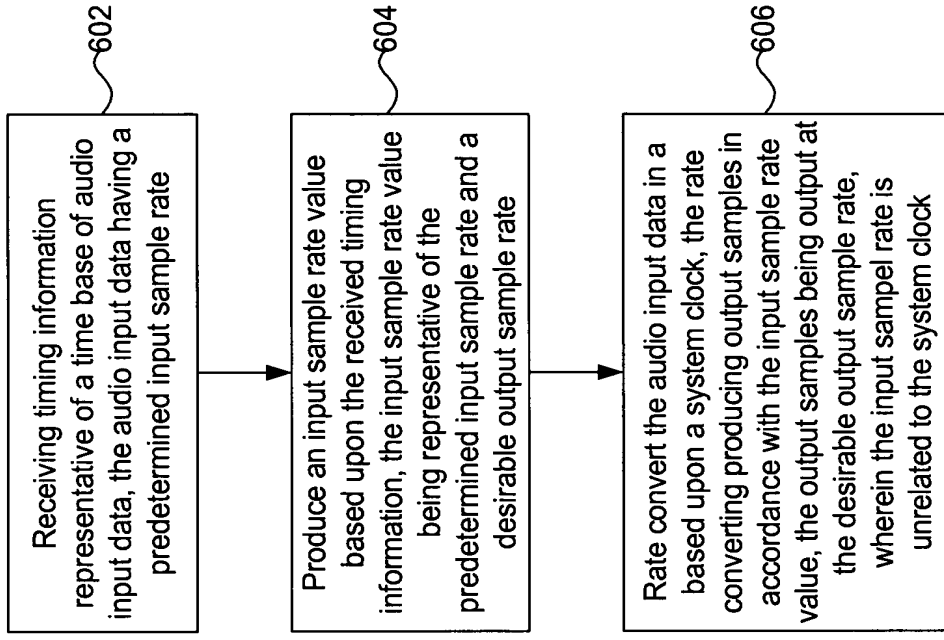 Receiving timing information
representative of a time base of audio
input data, the audio input data having a
predetermined input sample rate
602
Produce an input sample rate value
based upon the received timing
information, the input sample rate value
being representative of the
predetermined input sample rate and a
desirable output sample rate
604
Rate convert the audio input data in a
based upon a system clock, the rate
converting producing output samples in
accordance with the input sample rate
value, the output samples being output at
the desirable output sample rate,
wherein the input sampel rate is
unrelated to the system clock
606